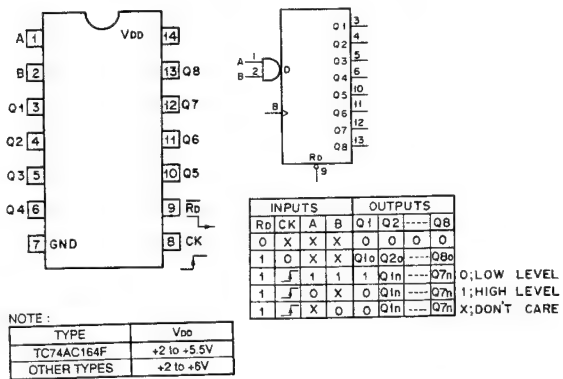 A 1
B 2
Q1 3
Q2 4
Q3 5
Q4 6
7 GND
VDD 14
13 Q8
12 Q7
11 Q6
10 Q5
9 RD
8 CK
A 1
B 2
D
8
RD
9
Q1 3
Q2 4
Q3 5
Q4 6
Q5 10
Q6 11
Q7 12
Q8 13
INPUTS OUTPUTS
RD CK A B Q1 Q2 ---- Q8
0 X X X 0 0 0 0
1 0 X X Q1o Q2o ---- Q8o
1 1 1 1 Q1n ---- Q7n 0;LOW LEVEL
1 0 X 0 Q1n ---- Q7n 1;HIGH LEVEL
1 X 0 0 Q1n ---- Q7n X;DON'T CARE
NOTE :
TYPE VDD
TC74AC164F +2 to +5.5V
OTHER TYPES +2 to +6V